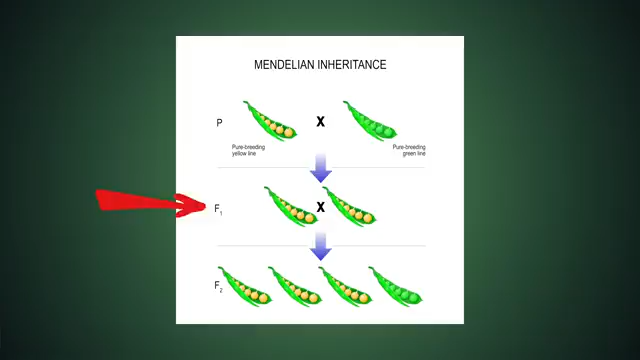 MENDELIAN INHERITANCE
P X
Pure-breeding
yellow line
Pure-breeding
green line
F1 X
F2